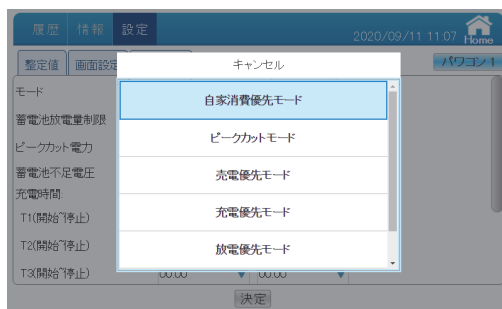 履歴 情報 設定
2020/09/11 11:07 Home
整定値 画面設定
パワコン 1
キャンセル
モード
自家消費優先モード
蓄電池放電量制限
ピークカットモード
ピークカット電力
蓄電池不足電圧
売電優先モード
充電時間:
充電優先モード
T1(開始~停止)
T2(開始~停止)
放電優先モード
T3(開始~停止) 00:00 00:00
決定